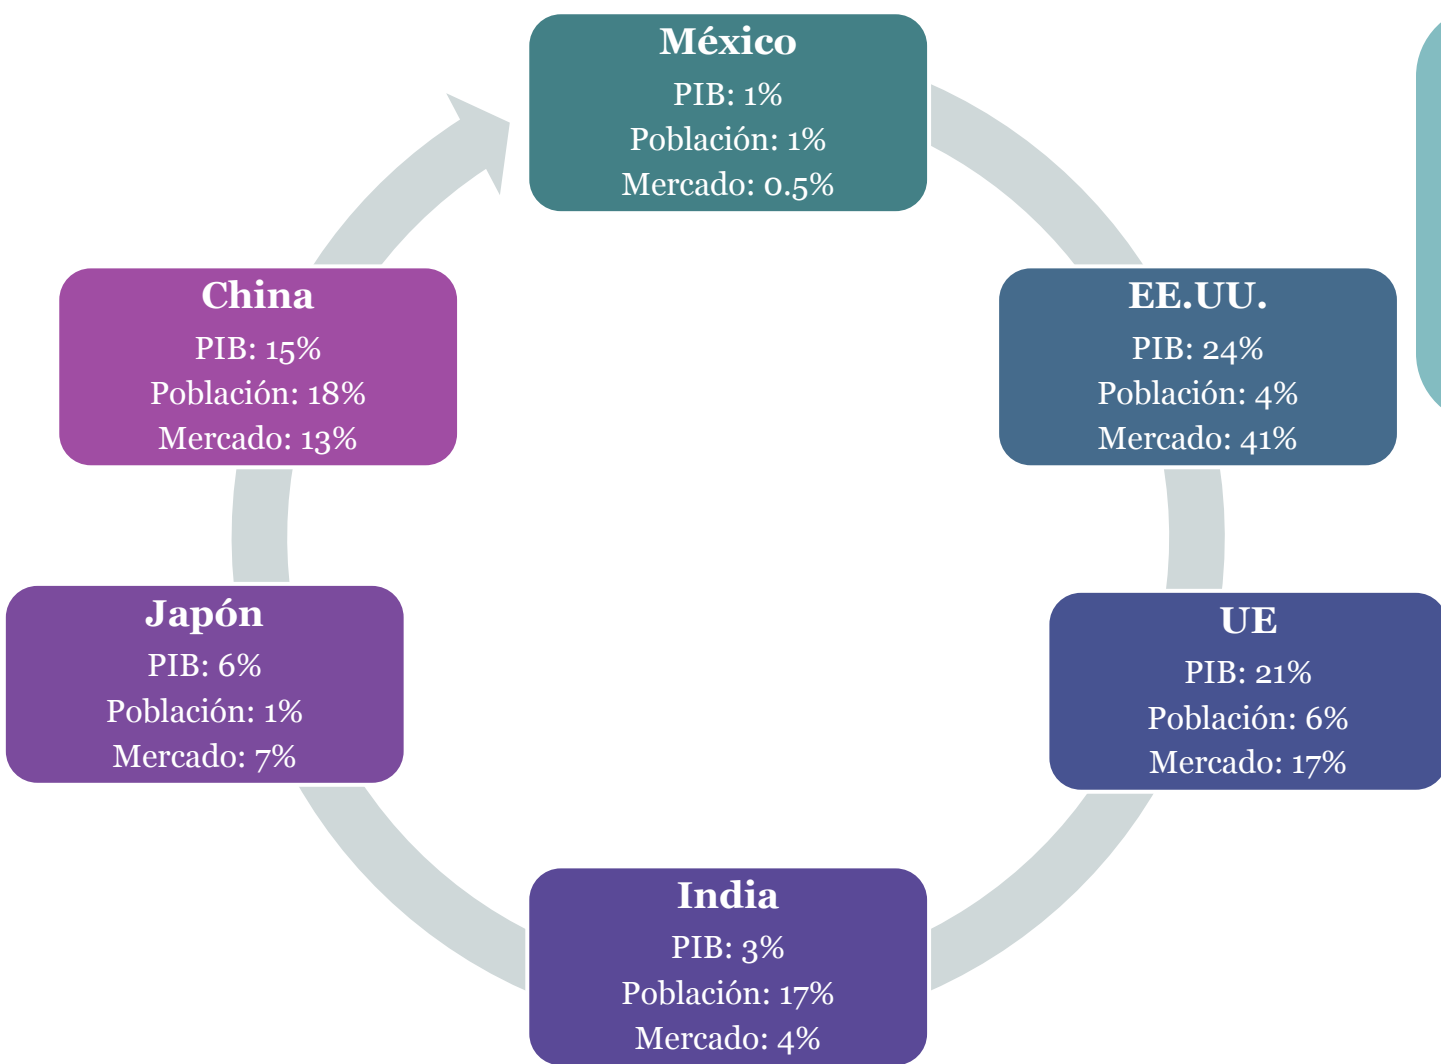 México
PIB: 1%
Población: 1%
Mercado: 0.5%
EE.UU.
PIB: 24%
Población: 4%
Mercado: 41%
UE
PIB: 21%
Población: 6%
Mercado: 17%
India
PIB: 3%
Población: 17%
Mercado: 4%
Japón
PIB: 6%
Población: 1%
Mercado: 7%
China
PIB: 15%
Población: 18%
Mercado: 13%